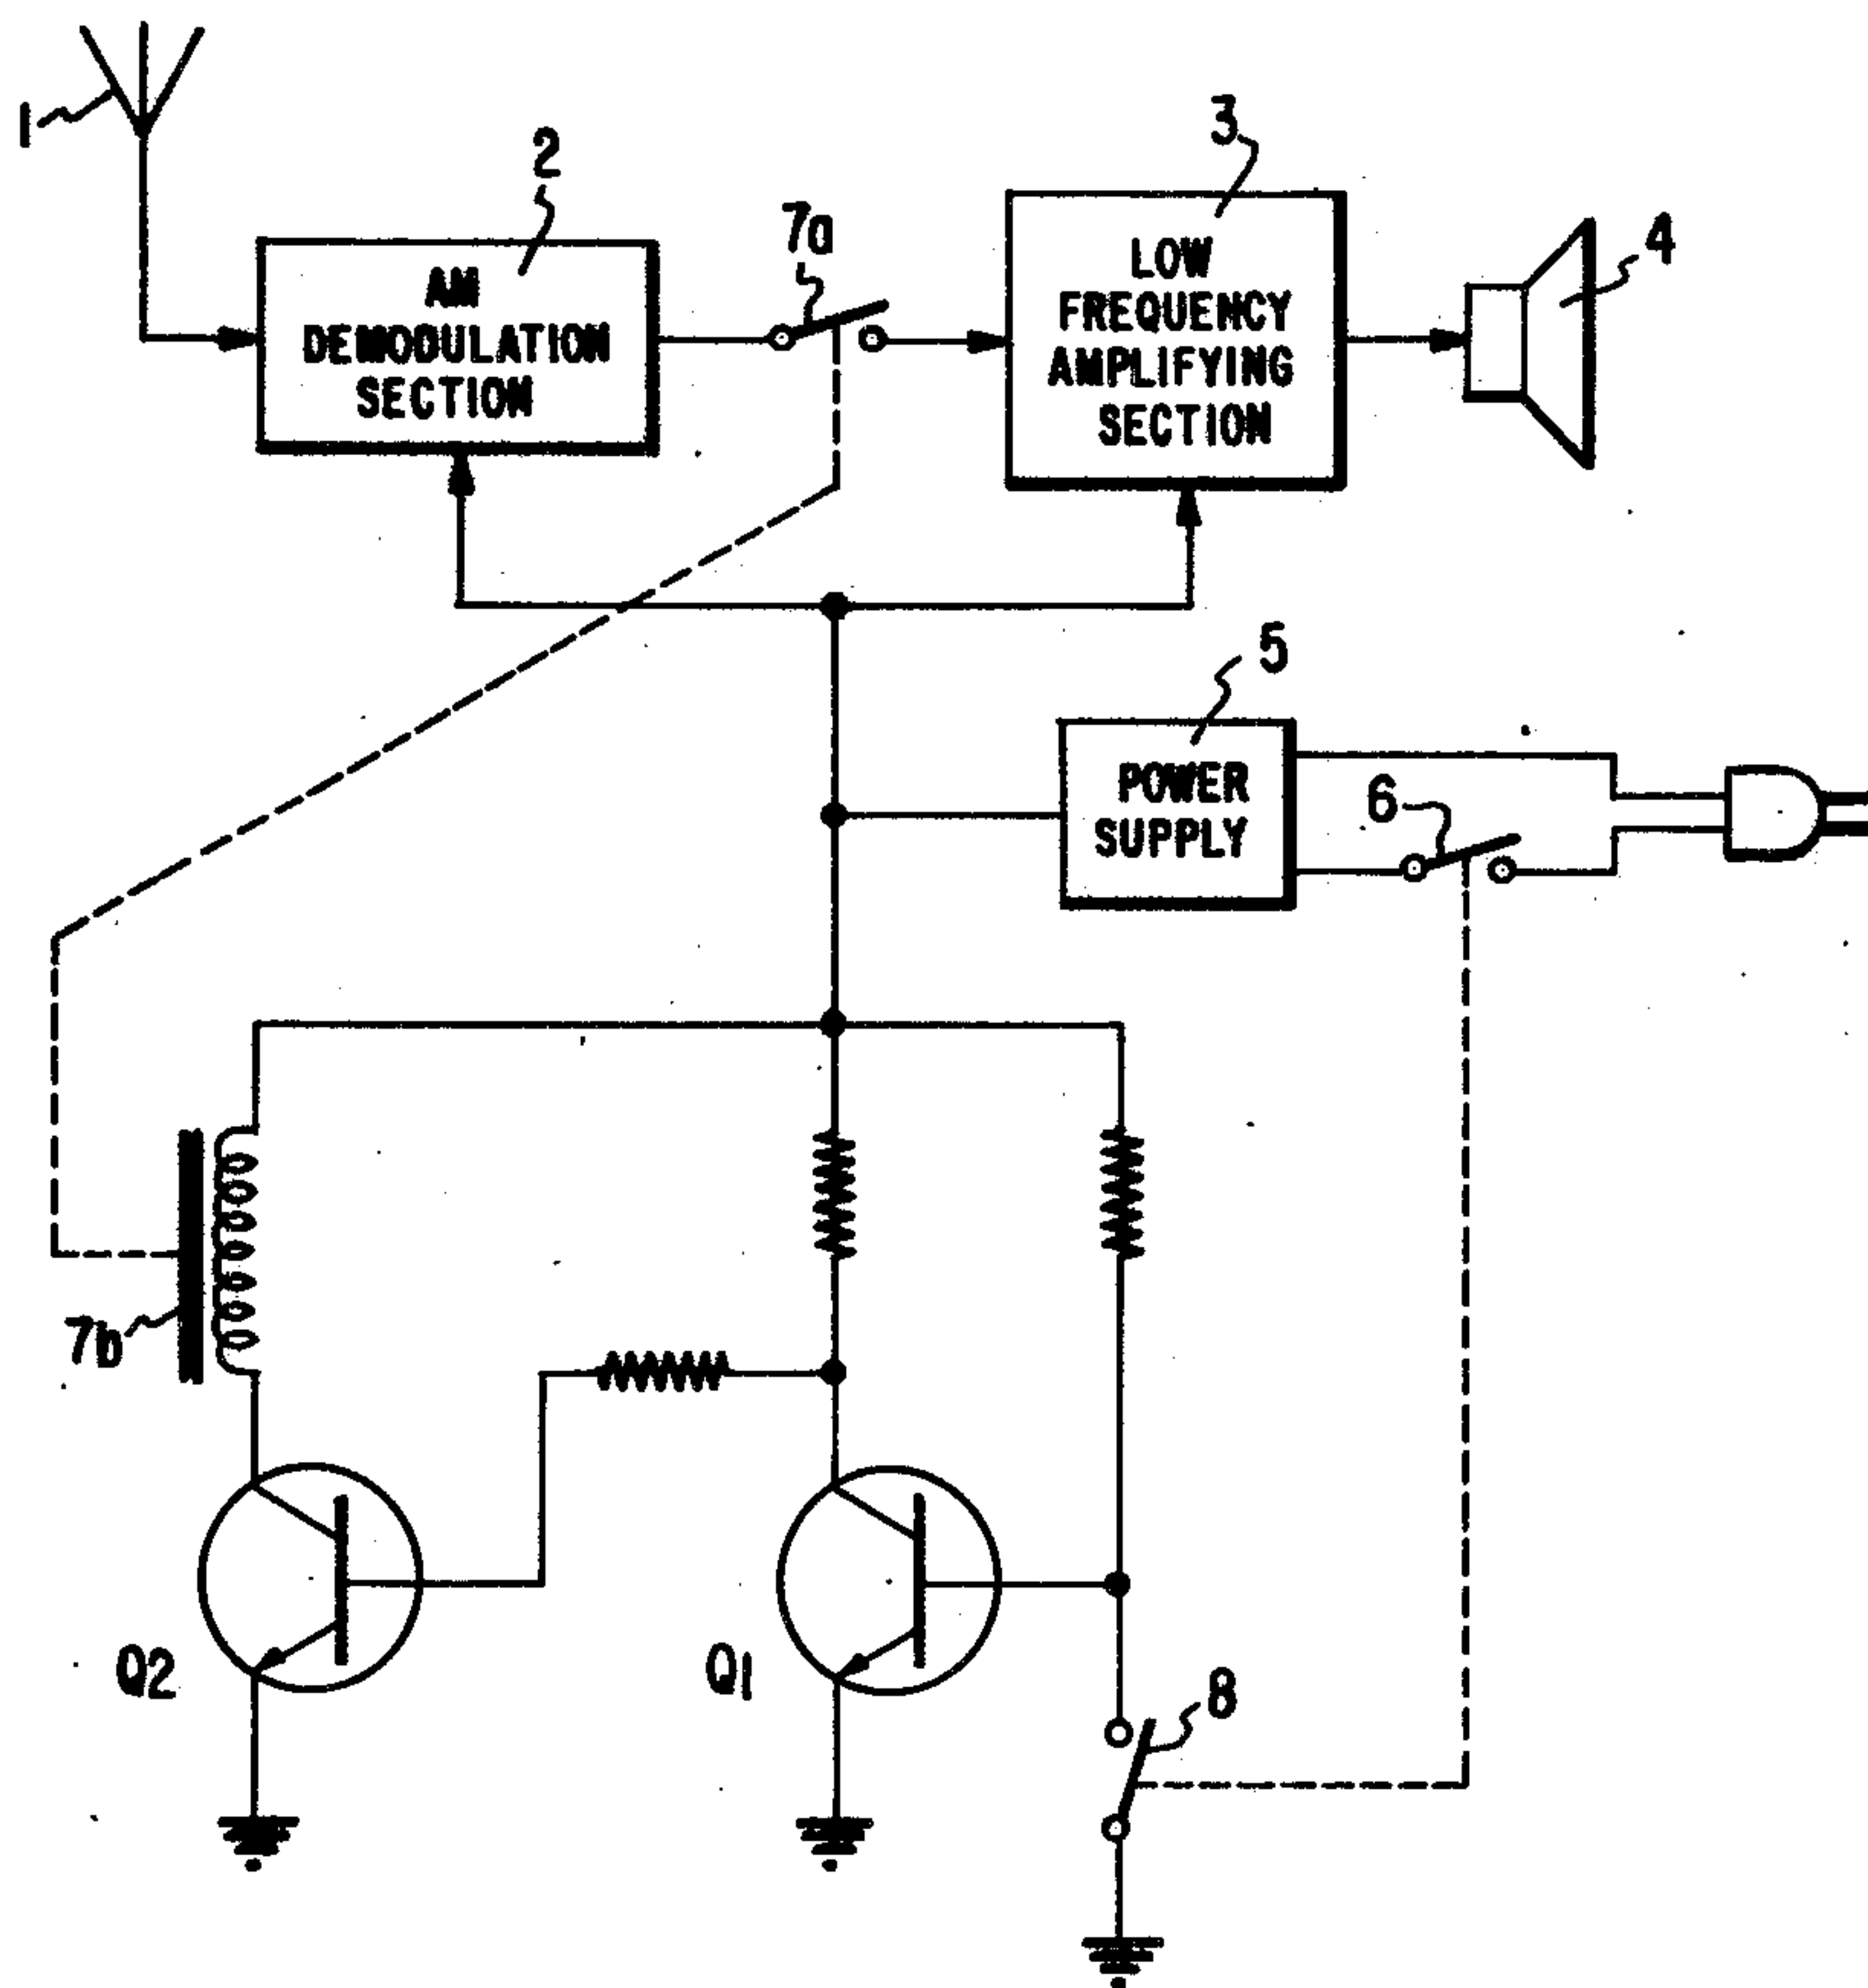 1
2
3
7a
4
AM
DEMODULATION
SECTION
LOW
FREQUENCY
AMPLIFYING
SECTION
5
POWER
SUPPLY
6
7b
Q2
Q1
8